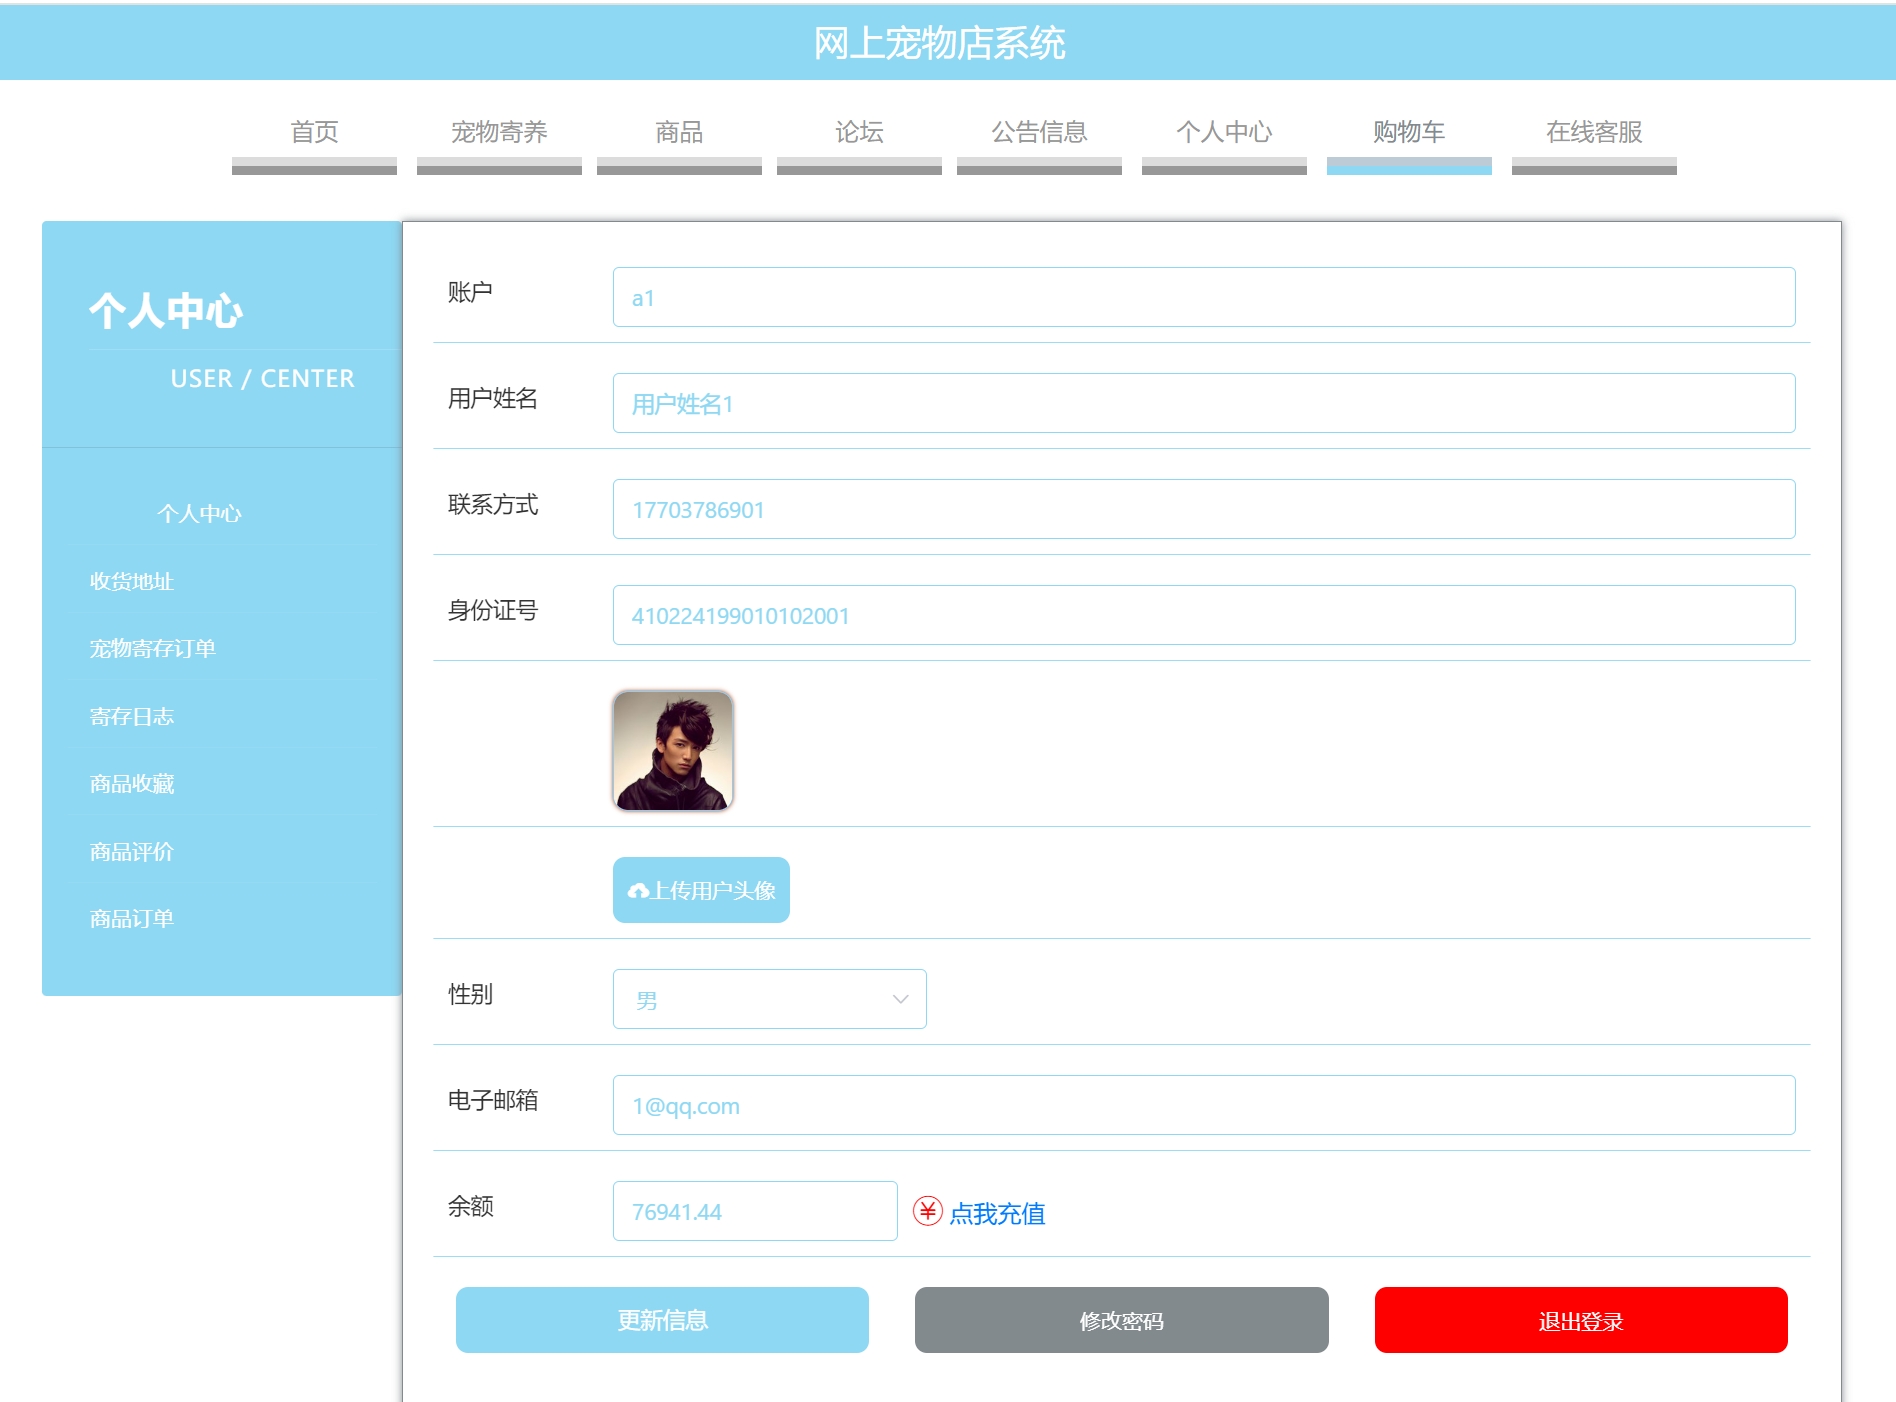 网上宠物店系统
首页 宠物寄养 商品 论坛 公告信息 个人中心 购物车 在线客服
个人中心
USER / CENTER
个人中心
收货地址
宠物寄存订单
寄存日志
商品收藏
商品评价
商品订单
账户 a1
用户姓名 用户姓名1
联系方式 17703786901
身份证号 410224199010102001
上传用户头像
性别 男
电子邮箱 1@qq.com
余额 76941.44 ¥ 点我充值
更新信息 修改密码 退出登录